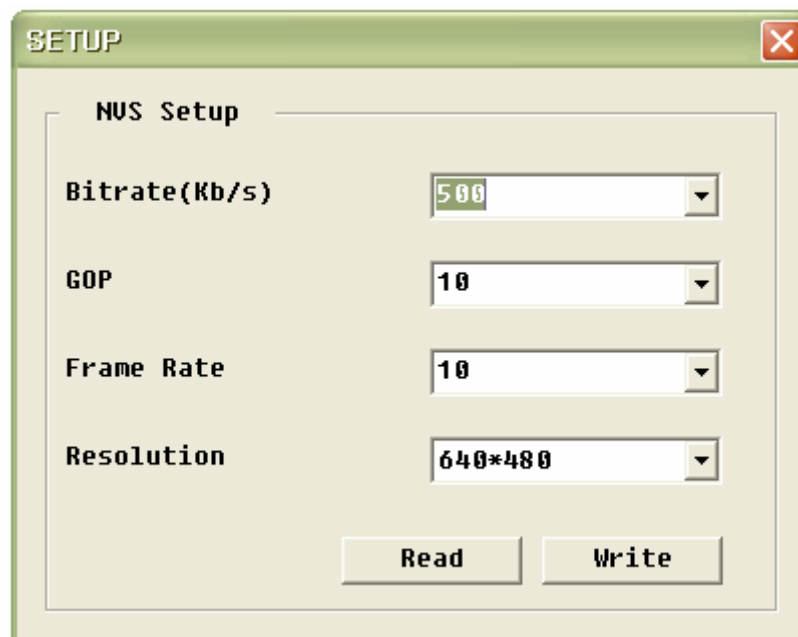 SETUP
NVS Setup
Bitrate(Kb/s) 500
GOP 10
Frame Rate 10
Resolution 640*480
Read Write